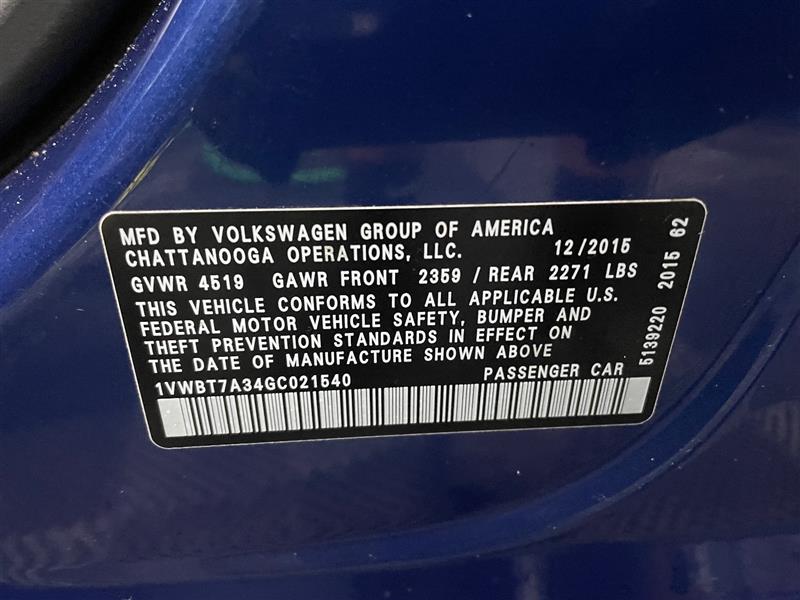 MFD BY VOLKSWAGEN GROUP OF AMERICA
CHATTANOOGA OPERATIONS, LLC. 12/2015
GVWR 4519 GAWR FRONT 2359 / REAR 2271 LBS
THIS VEHICLE CONFORMS TO ALL APPLICABLE U.S.
FEDERAL MOTOR VEHICLE SAFETY, BUMPER AND
THEFT PREVENTION STANDARDS IN EFFECT ON
THE DATE OF MANUFACTURE SHOWN ABOVE
1VWBT7A34GC021540 PASSENGER CAR
5139220 2015 62